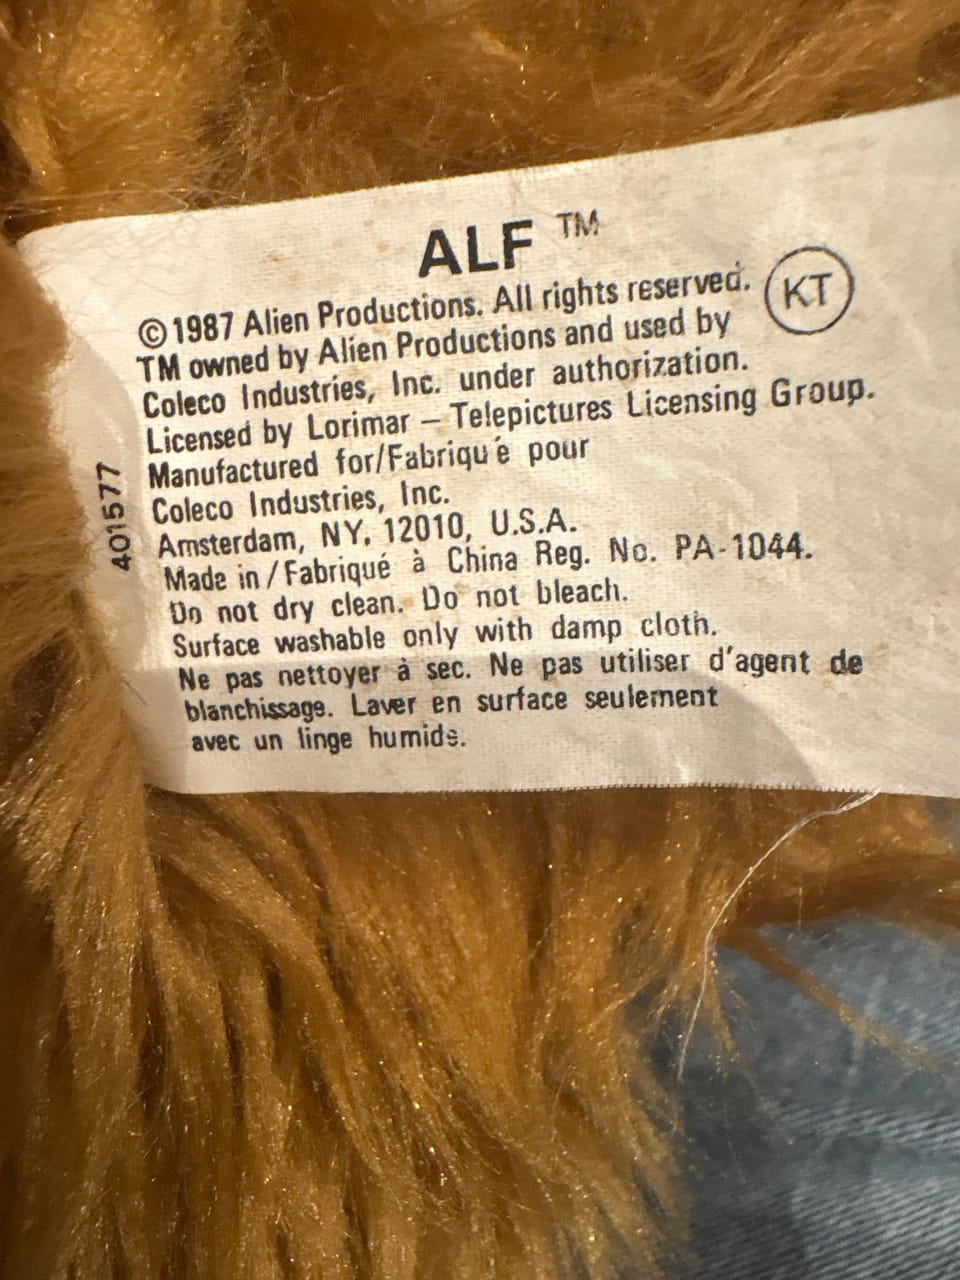 ALF ™
©1987 Alien Productions. All rights reserved.
KT
TM owned by Alien Productions and used by
Coleco Industries, Inc. under authorization.
Licensed by Lorimar – Telepictures Licensing Group.
Manufactured for/Fabriqué pour
Coleco Industries, Inc.
Amsterdam, NY. 12010, U.S.A.
Made in/Fabriqué à China Reg. No. PA-1044.
Do not dry clean. Do not bleach.
Surface washable only with damp cloth.
Ne pas nettoyer à sec. Ne pas utiliser d'agent de
blanchissage. Laver en surface seulement
avec un linge humids.
401577